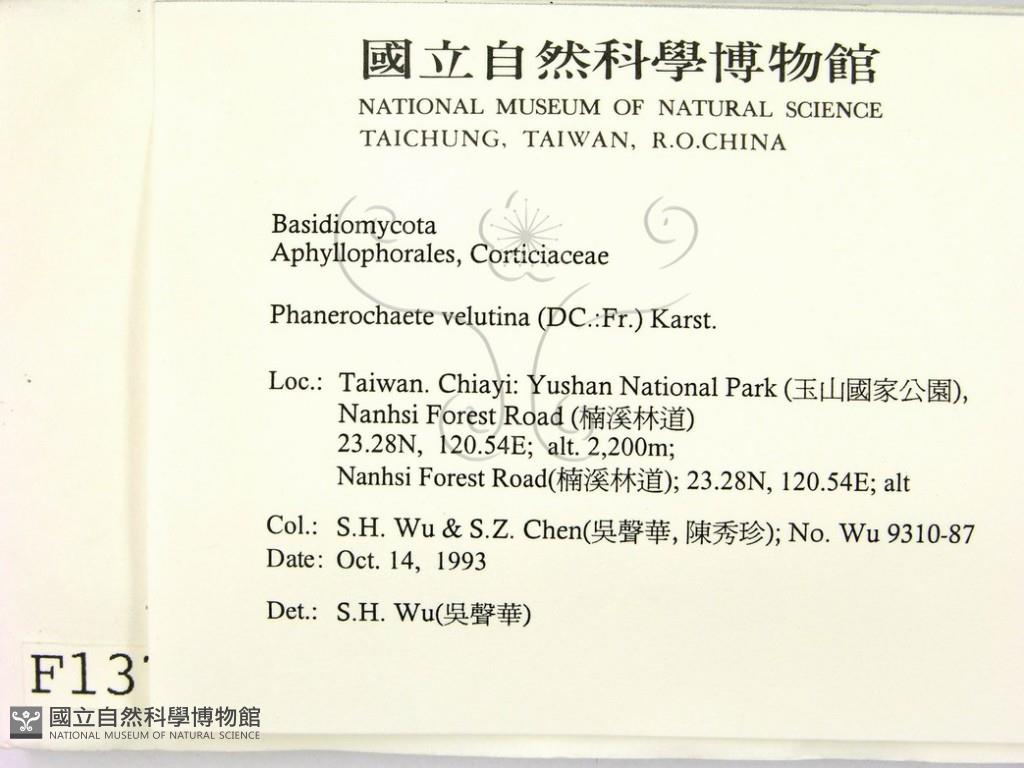 國立自然科學博物館
NATIONAL MUSEUM OF NATURAL SCIENCE
TAICHUNG, TAIWAN, R.O.CHINA
Basidiomycota
Aphyllophorales, Corticiaceae
Phanerochaete velutina (DC.:Fr.) Karst.
Loc.: Taiwan. Chiayi: Yushan National Park (玉山國家公園),
Nanhsi Forest Road (楠溪林道)
23.28N, 120.54E; alt. 2,200m;
Nanhsi Forest Road(楠溪林道); 23.28N, 120.54E; alt
Col.: S.H. Wu & S.Z. Chen(吳聲華, 陳秀珍); No. Wu 9310-87
Date: Oct. 14, 1993
Det.: S.H. Wu(吳聲華)
F13
國立自然科學博物館
NATIONAL MUSEUM OF NATURAL SCIENCE